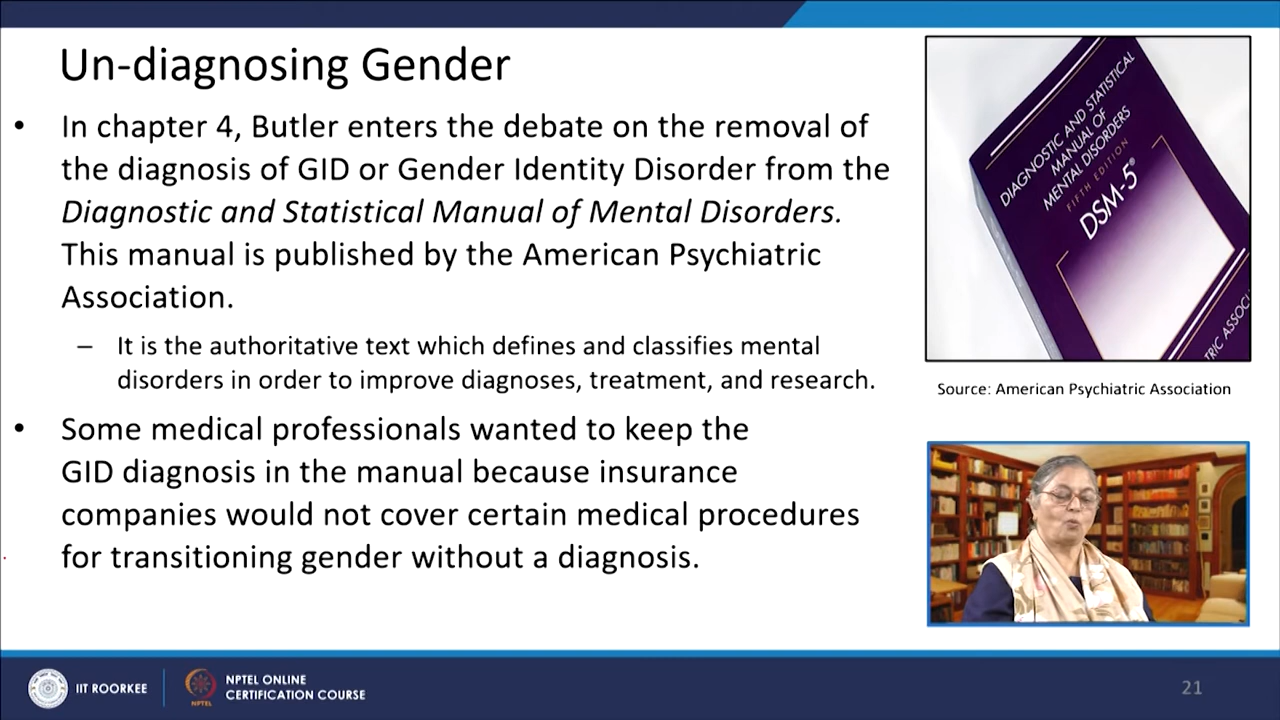 Un-diagnosing Gender
• In chapter 4, Butler enters the debate on the removal of
the diagnosis of GID or Gender Identity Disorder from the
Diagnostic and Statistical Manual of Mental Disorders.
This manual is published by the American Psychiatric
Association.
– It is the authoritative text which defines and classifies mental
disorders in order to improve diagnoses, treatment, and research.
• Some medical professionals wanted to keep the
GID diagnosis in the manual because insurance
companies would not cover certain medical procedures
for transitioning gender without a diagnosis.
DIAGNOSTIC AND STATISTICAL
MANUAL OF
MENTAL DISORDERS
FIFTH EDITION
DSM-5®
Source: American Psychiatric Association
IIT ROORKEE
NPTEL
NPTEL ONLINE
CERTIFICATION COURSE
21